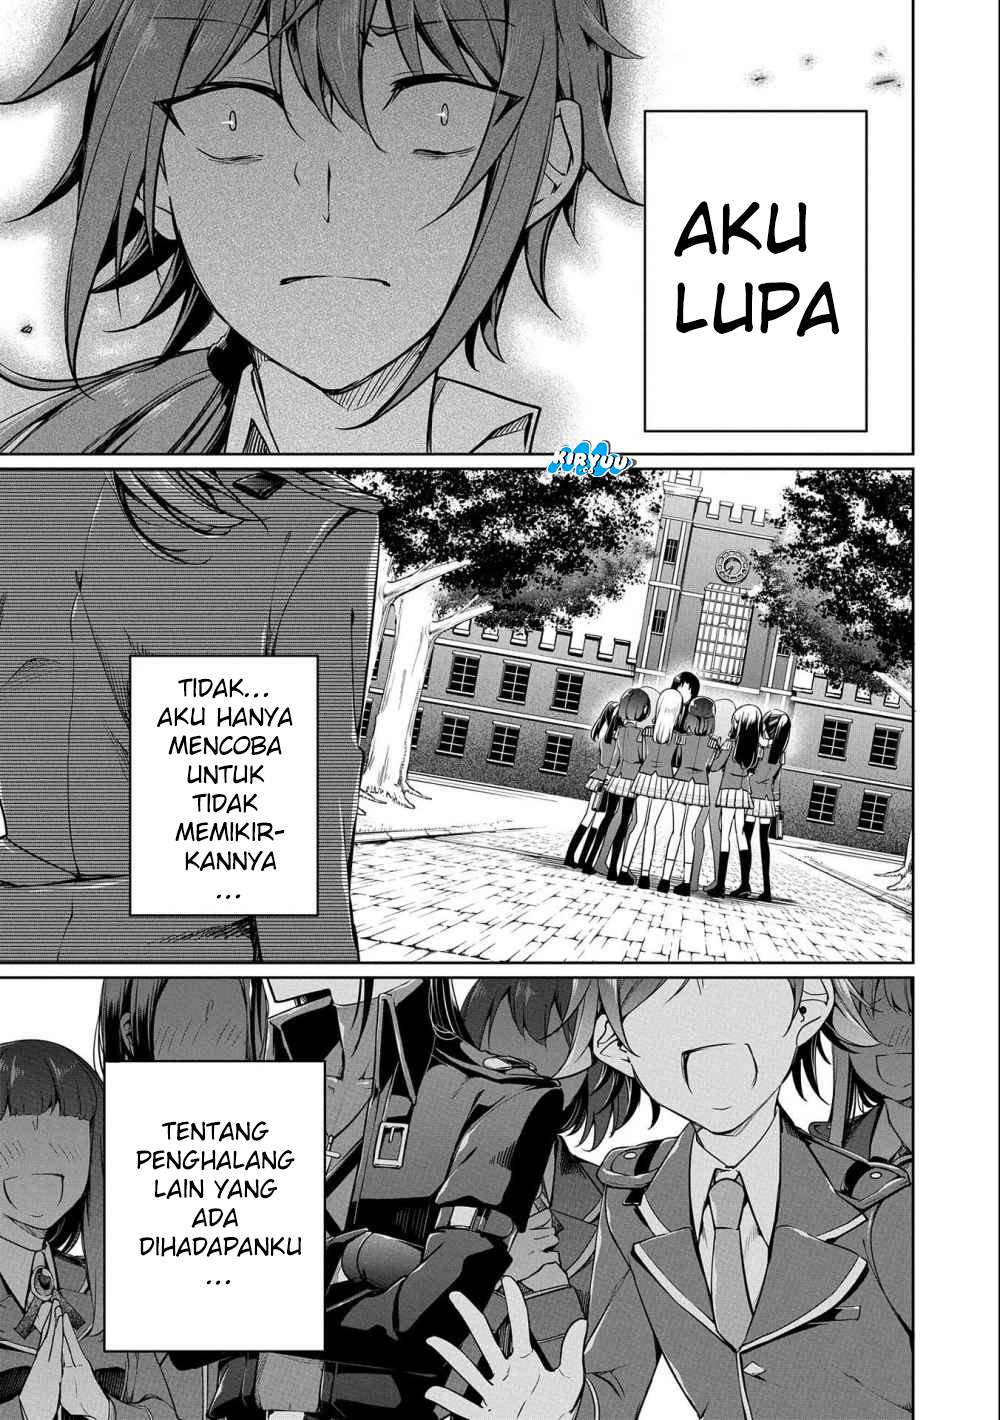 AKU
LUPA
KIRYUU
TIDAK...
AKU HANYA
MENCOBA
UNTUK
TIDAK
MEMIKIR-
KANNYA
...
TENTANG
PENGHALANG
LAIN YANG
ADA
DIHADAPANKU
...